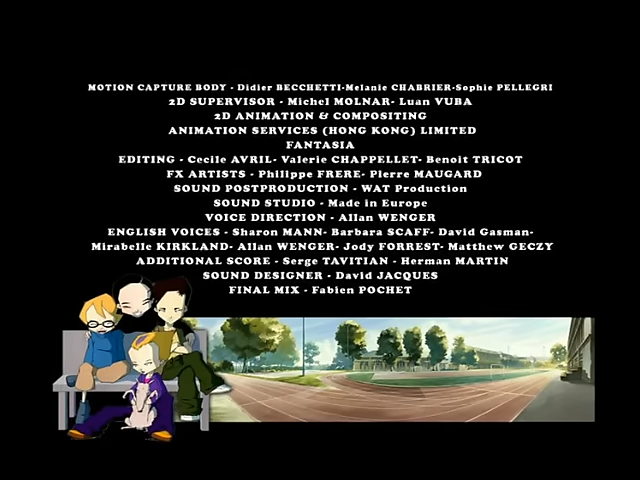 MOTION CAPTURE BODY - Didier BECCHETTI-Melanie CHABRIER-Sophie PELLEGRI
2D SUPERVISOR - Michel MOLNAR- Luan VUBA
2D ANIMATION & COMPOSITING
ANIMATION SERVICES (HONG KONG) LIMITED
FANTASIA
EDITING - Cecile AVRIL- Valerie CHAPPELLET- Benoit TRICOT
FX ARTISTS - Philippe FRERE- Pierre MAUGARD
SOUND POSTPRODUCTION - WAT Production
SOUND STUDIO - Made in Europe
VOICE DIRECTION - Allan WENGER
ENGLISH VOICES - Sharon MANN- Barbara SCAFF- David Gasman-
Mirabelle KIRKLAND- Allan WENGER- Jody FORREST- Matthew GECZY
ADDITIONAL SCORE - Serge TAVITIAN - Herman MARTIN
SOUND DESIGNER - David JACQUES
FINAL MIX - Fabien POCHET